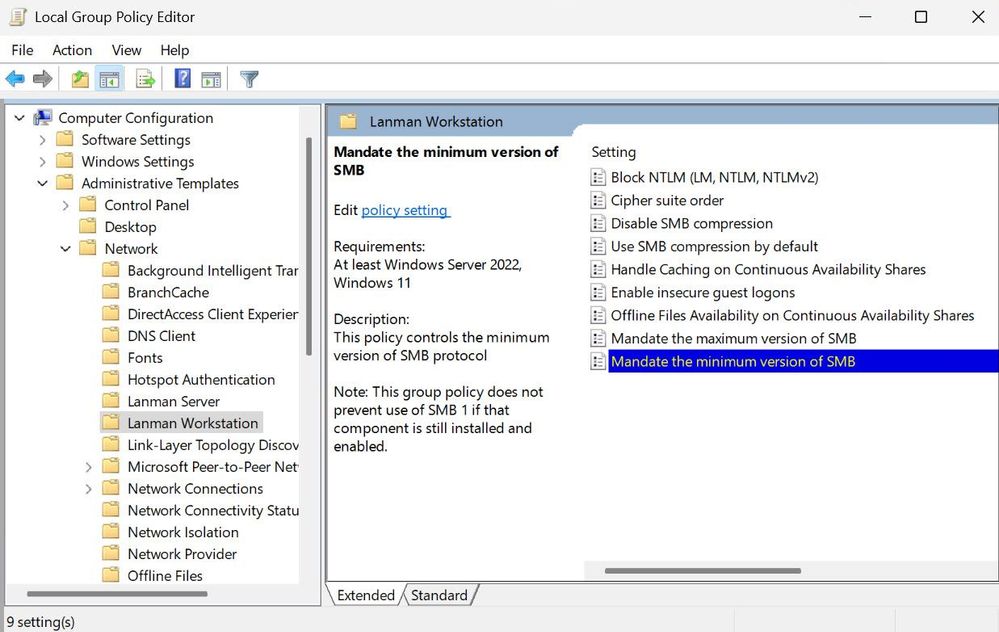 Local Group Policy Editor
File Action View Help
Computer Configuration
Software Settings
Windows Settings
Administrative Templates
Control Panel
Desktop
Network
Background Intelligent Tran
BranchCache
DirectAccess Client Experien
DNS Client
Fonts
Hotspot Authentication
Lanman Server
Lanman Workstation
Link-Layer Topology Discov
Microsoft Peer-to-Peer Net
Network Connections
Network Connectivity Statu
Network Isolation
Network Provider
Offline Files
Lanman Workstation
Mandate the minimum version of
SMB
Edit policy setting
Requirements:
At least Windows Server 2022,
Windows 11
Description:
This policy controls the minimum
version of SMB protocol
Note: This group policy does not
prevent use of SMB 1 if that
component is still installed and
enabled.
Setting
Block NTLM (LM, NTLM, NTLMv2)
Cipher suite order
Disable SMB compression
Use SMB compression by default
Handle Caching on Continuous Availability Shares
Enable insecure guest logons
Offline Files Availability on Continuous Availability Shares
Mandate the maximum version of SMB
Mandate the minimum version of SMB
Extended Standard
9 setting(s)